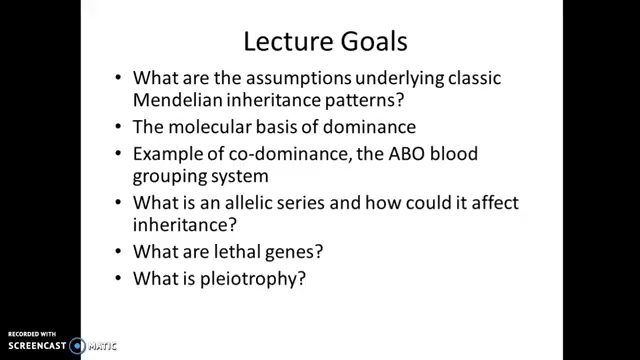 Lecture Goals
• What are the assumptions underlying classic
Mendelian inheritance patterns?
• The molecular basis of dominance
• Example of co-dominance, the ABO blood
grouping system
• What is an allelic series and how could it affect
inheritance?
• What are lethal genes?
• What is pleiotrophy?
RECORDED WITH
SCREENCAST MATIC